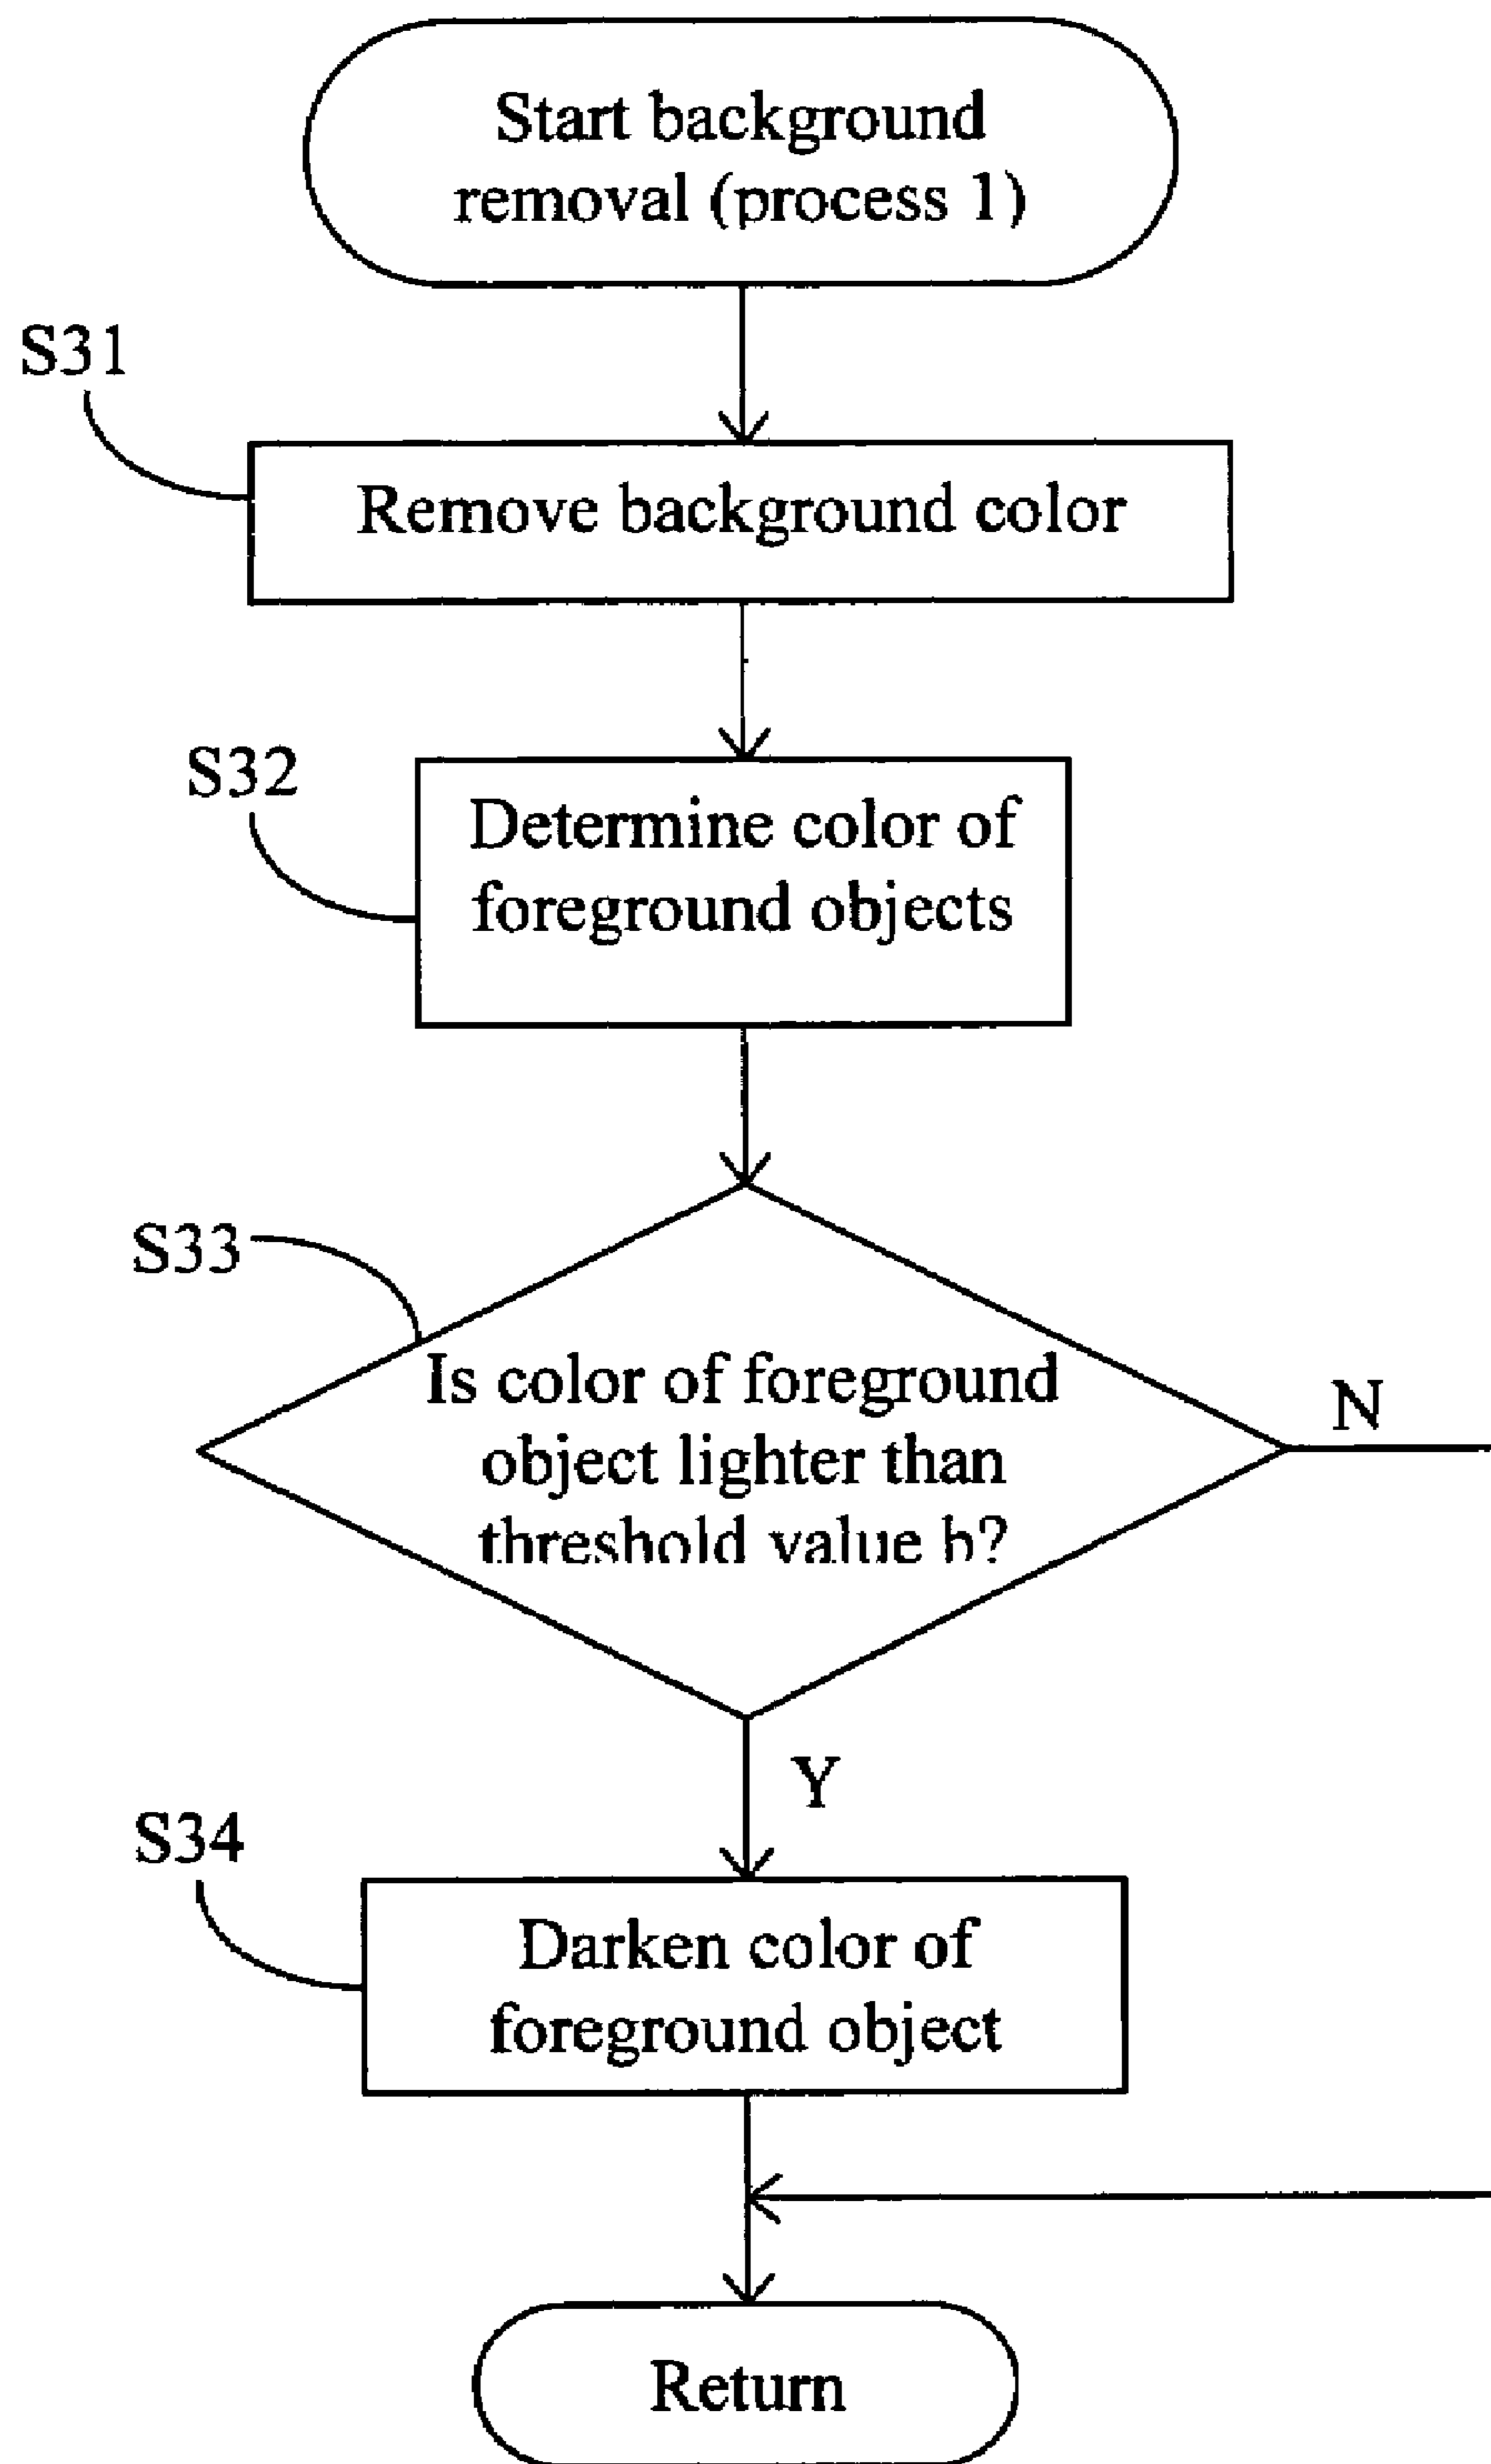 Start background
removal (process 1)
S31
Remove background color
S32
Determine color of
foreground objects
S33
Is color of foreground
object lighter than
threshold value b?
N
Y
S34
Darken color of
foreground object
Return